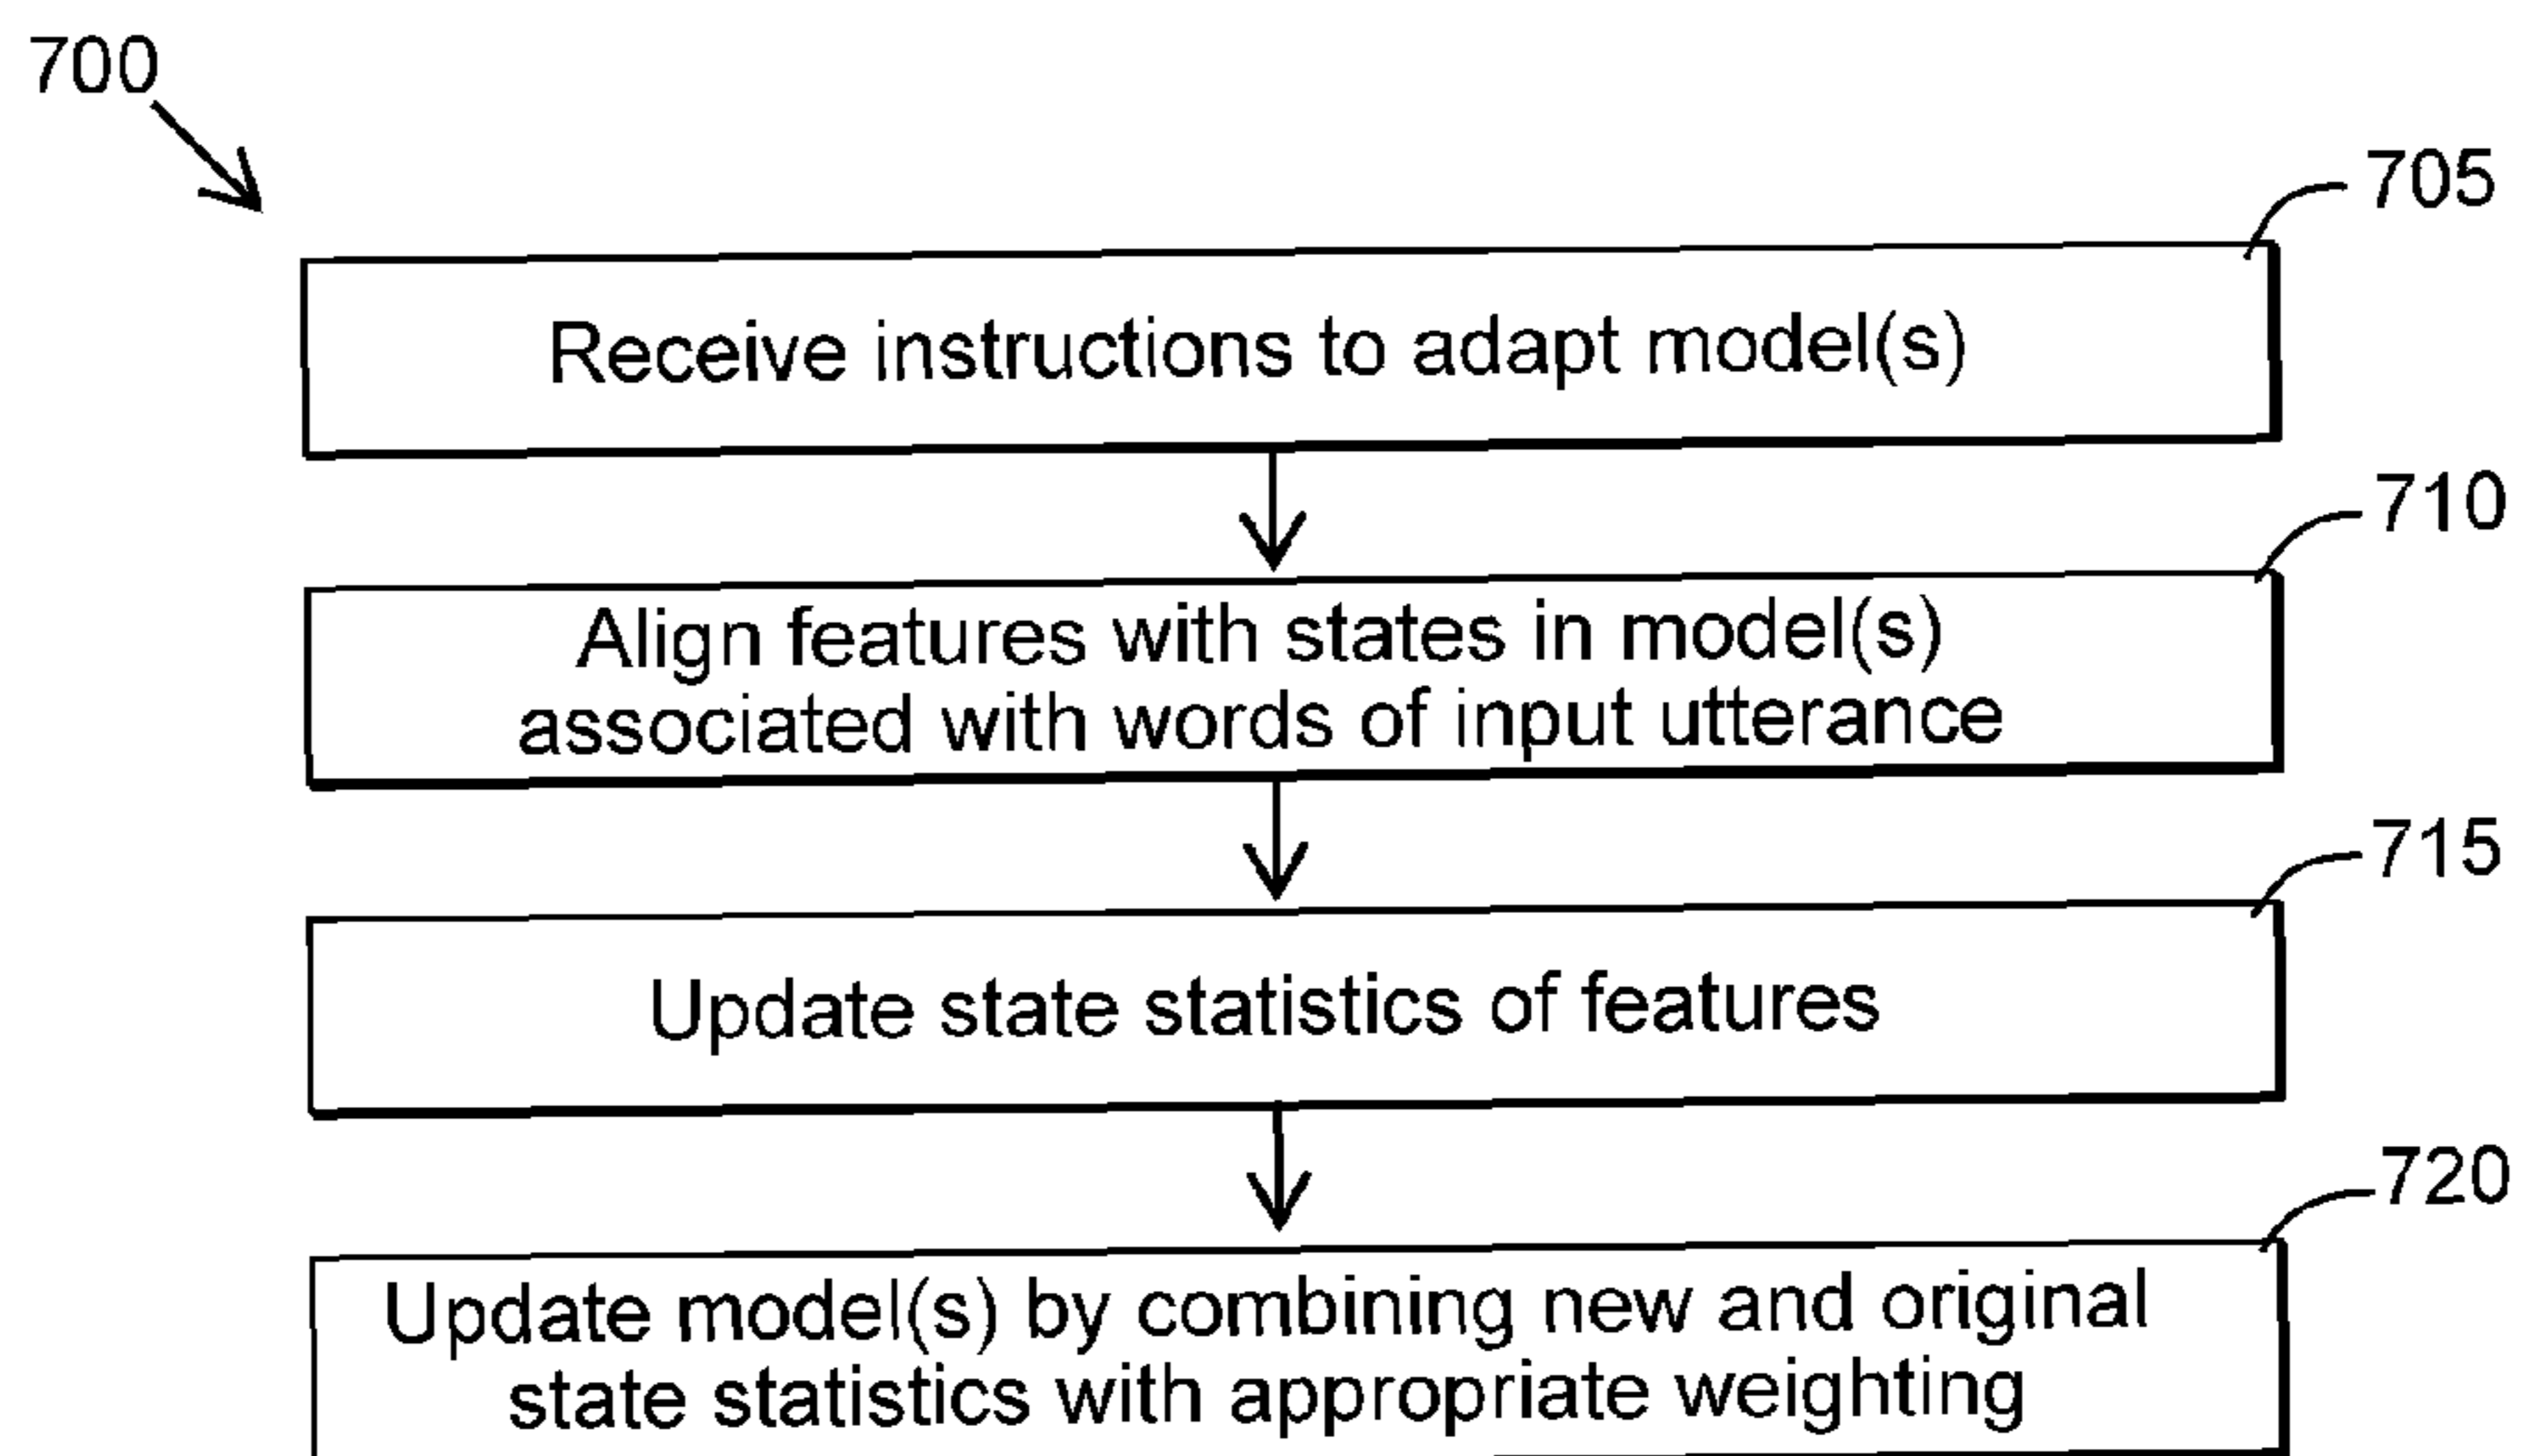 700
705
Receive instructions to adapt model(s)
710
Align features with states in model(s)
associated with words of input utterance
715
Update state statistics of features
720
Update model(s) by combining new and original
state statistics with appropriate weighting